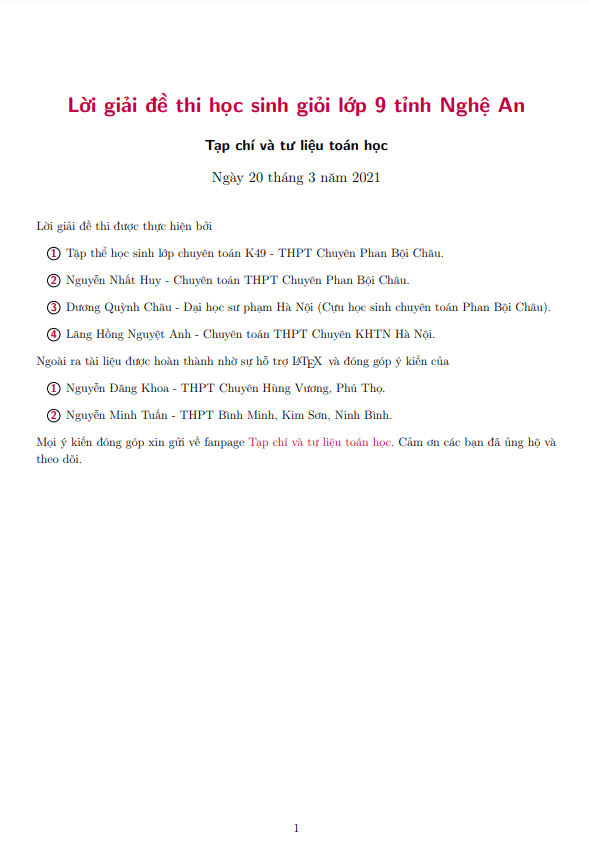 Lời giải đề thi học sinh giỏi lớp 9 tỉnh Nghệ An
Tạp chí và tư liệu toán học
Ngày 20 tháng 3 năm 2021
Lời giải đề thi được thực hiện bởi
1 Tập thể học sinh lớp chuyên toán K49 - THPT Chuyên Phan Bội Châu.
2 Nguyễn Nhất Huy - Chuyên toán THPT Chuyên Phan Bội Châu.
3 Dương Quỳnh Châu - Đại học sư phạm Hà Nội (Cựu học sinh chuyên toán Phan Bội Châu).
4 Lăng Hồng Nguyệt Anh - Chuyên toán THPT Chuyên KHTN Hà Nội.
Ngoài ra tài liệu được hoàn thành nhờ sự hỗ trợ LATEX và đóng góp ý kiến của
1 Nguyễn Đăng Khoa - THPT Chuyên Hùng Vương, Phú Thọ.
2 Nguyễn Minh Tuấn - THPT Bình Minh, Kim Sơn, Ninh Bình.
Mọi ý kiến đóng góp xin gửi về fanpage Tạp chí và tư liệu toán học. Cảm ơn các bạn đã ủng hộ và
theo dõi.
1